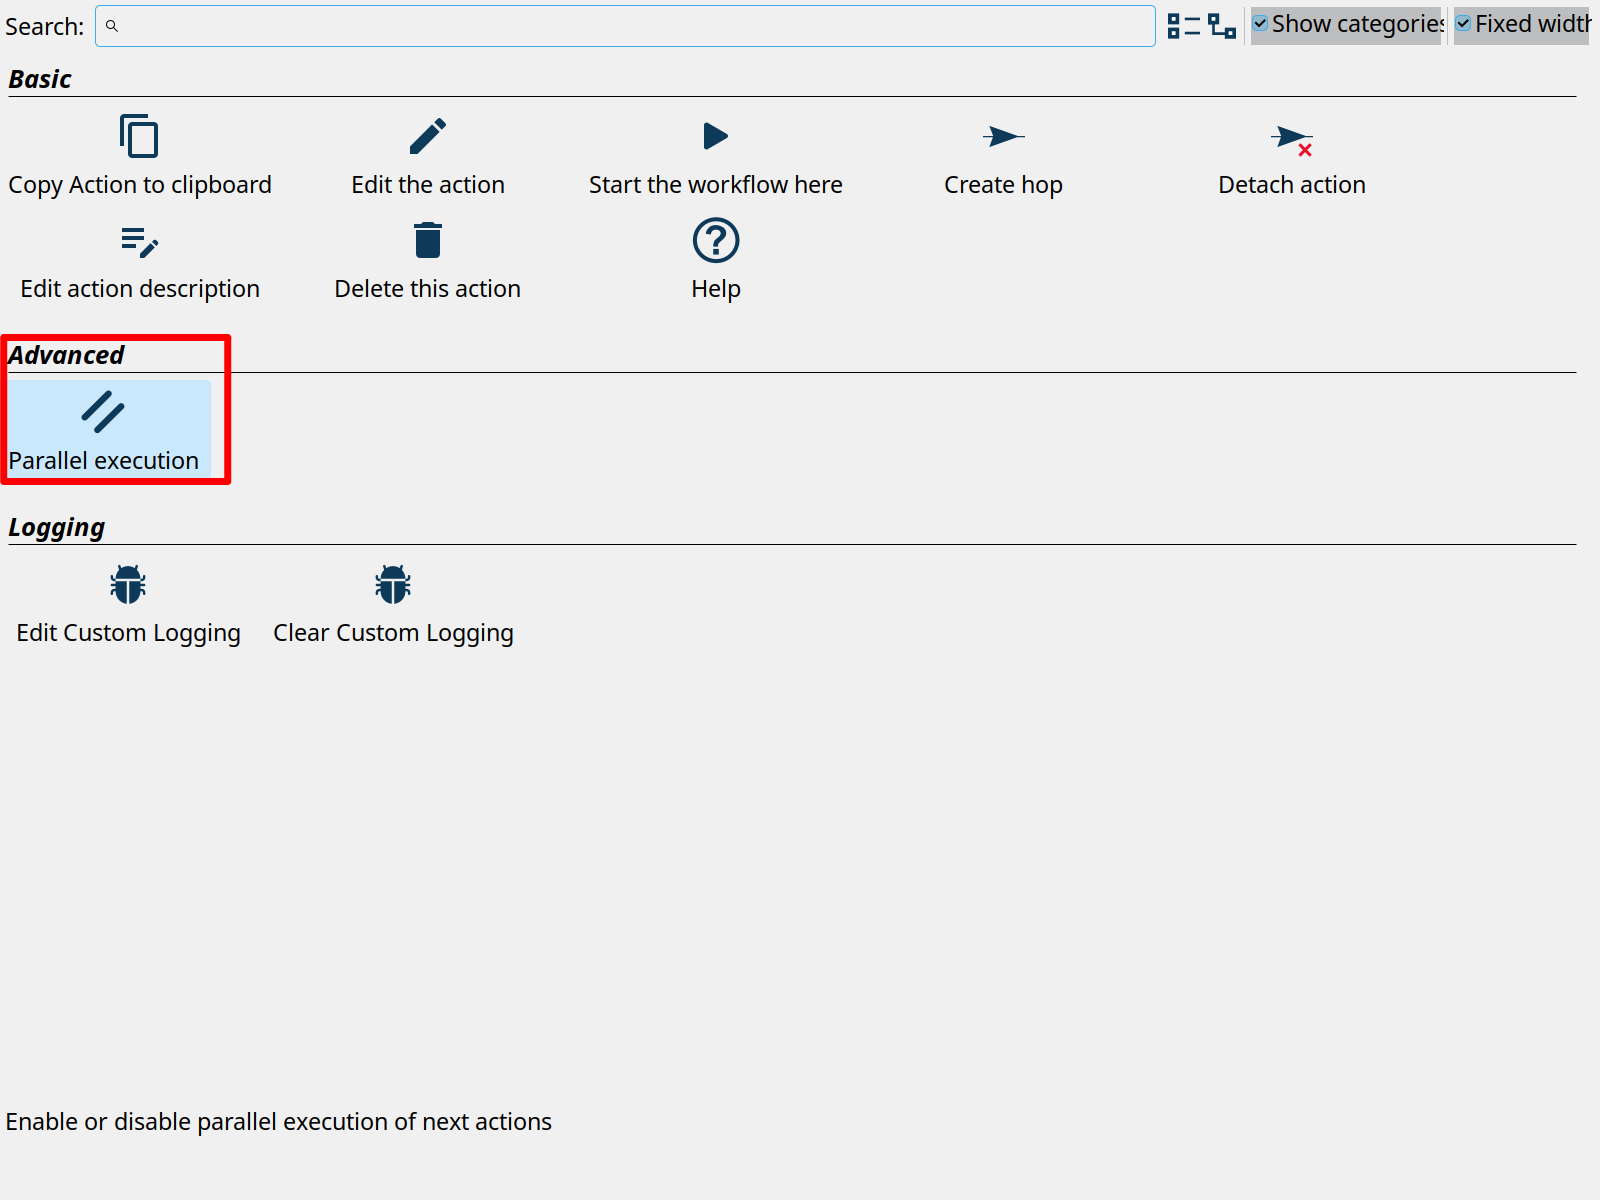 Search: Show categories Fixed width
Basic
Copy Action to clipboard Edit the action Start the workflow here Create hop Detach action
Edit action description Delete this action Help
Advanced
Parallel execution
Logging
Edit Custom Logging Clear Custom Logging
Enable or disable parallel execution of next actions